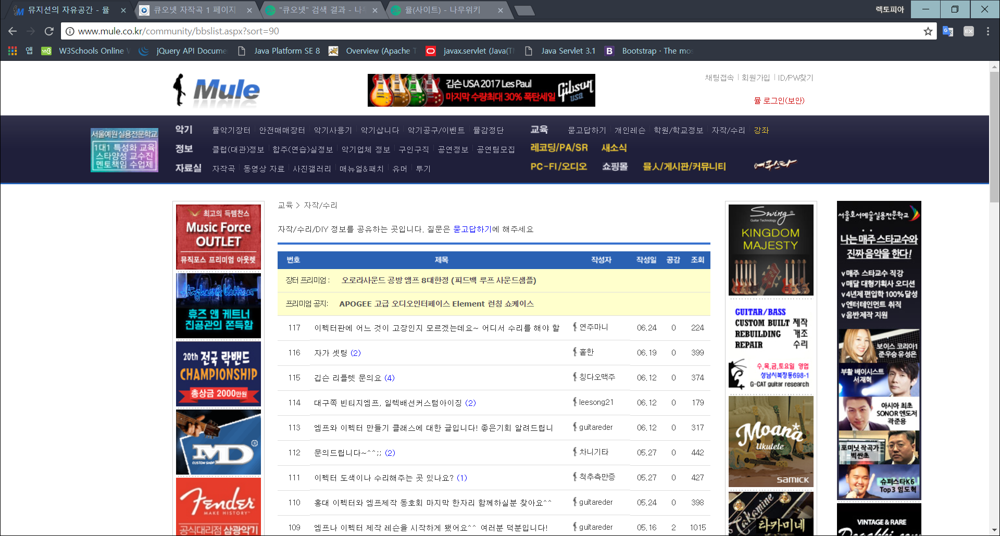 뮤지션의 자유공간 - 뮬
큐오넷 자작곡 1 페이지
"큐오넷" 검색 결과 - 나무
뮬(사이트) - 나무위키
렉토피아
www.mule.co.kr/community/bbslist.aspx?sort=90
앱
W3Schools Online
jQuery API Docume
Java Platform SE 8
Overview (Apache T
javax.servlet (Java(T
Java Servlet 3.1
Bootstrap · The mos
Mule
깁슨 USA 2017 Les Paul
마지막 수량최대 30% 폭탄세일
Gibson USA
채팅접속 | 회원가입 | ID/PW찾기
뮬 로그인(보안)
서울예원실용전문학교
1대1 특성화 교육
스타양성 교수진
멘토책임 수업제
악기 뮬악기장터 안전매매장터 악기사용기 악기삽니다 악기공구/이벤트 뮬감정단
정보 클럽(대관)정보 합주(연습)실정보 악기업체 정보 구인구직 공연정보 공연팀모집
자료실 자작곡 동영상 자료 사진갤러리 매뉴얼&패치 유머 투기
교육 묻고답하기 개인레슨 학원/학교정보 자작/수리 강좌
레코딩/PA/SR 새소식
PC-FI/오디오 쇼핑몰 뮬人/게시판/커뮤니티
여푸스타
교육 > 자작/수리
자작/수리/DIY 정보를 공유하는 곳입니다. 질문은 묻고답하기에 해주세요
번호 제목 작성자 작성일 공감 조회
장터 프리미엄 : 오로라사운드 공방 앰프 8대한정 (피드백 루프 사운드샘플)
프리미엄 공지: APOGEE 고급 오디오인터페이스 Element 런칭 쇼케이스
117 이펙터판에 어느 것이 고장인지 모르겠는데요~ 어디서 수리를 해야 할 연주마니 06.24 0 224
116 자가 셋팅 (2) 홀한 06.19 0 399
115 깁슨 리플렛 문의요 (4) 칭다오맥주 06.12 0 374
114 대구쪽 빈티지엠프, 일렉배선커스텀아이징 (2) leesong21 06.12 0 179
113 엠프와 이펙터 만들기 클래스에 대한 글입니다! 좋은기회 알려드립니 guitareder 06.12 0 317
112 문의드립니다~^^;; (2) 차니기타 05.27 0 442
111 이펙터 도색이나 수리해주는 곳 있나요? (1) 척추측만증 05.27 0 427
110 홍대 이펙터와 엠프제작 동호회 마지막 한자리 함께하실분 찾아요^^ guitareder 05.24 0 398
109 엠프나 이펙터 제작 레슨을 시작하게 됐어요^^ 여러분 덕분입니다! guitareder 05.16 2 1015
최고의 득템찬스
Music Force
OUTLET
뮤직포스 프리미엄 아웃렛
Hughes & Kettner
휴즈 앤 케트너
진공관의 쫀득함
20th 전국 락밴드
CHAMPIONSHIP
총상금 2000만원
MD
CUSTOM SHOP
Fender
MAKE HISTORY
공식대리점 삼광악기
Swing
Guitar Technology
KINGDOM
MAJESTY
GUITAR/BASS
CUSTOM BUILT 제작
REBUILDING 개조
REPAIR 수리
수,목,금,토요일 영업
성남시복정동698-1
G-CAT guitar research
Moana
Ukulele
SAMICK
Takamine
타카미네
서울호서예술실용전문학교
나는 매주 스타교수와
진짜 음악을 한다!
v매주 스타교수 직강
v매달 대형기획사 오디션
v4년제 편입학 100% 달성
v엔터테인먼트 취직
v음반제작 지원
보이스 코리아1
준우승 유성은
부활 베이시스트
서재혁
아시아 최초
SONOR 엔도저
곽준용
포미닛 작곡가
빅싼초
슈퍼스타K6
Top3 임도혁
VINTAGE & RARE